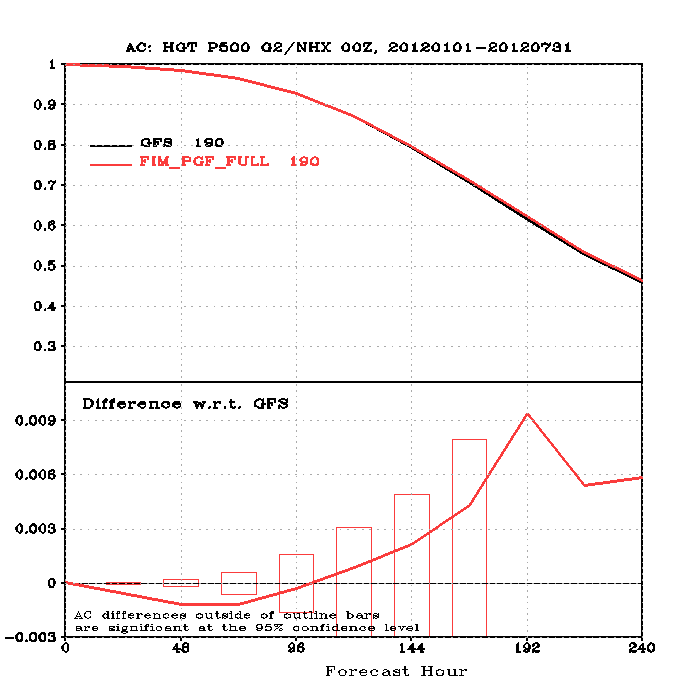 AC: HGT P500 G2/NHX 00Z, 20120101-20120731
1
0.9
0.8
0.7
0.6
0.5
0.4
0.3
GFS 190
FIM_PGF_FULL 190
Difference w.r.t. GFS
0.009
0.006
0.003
0
-0.003
AC differences outside of outline bars
are significant at the 95% confidence level
0 48 96 144 192 240
Forecast Hour